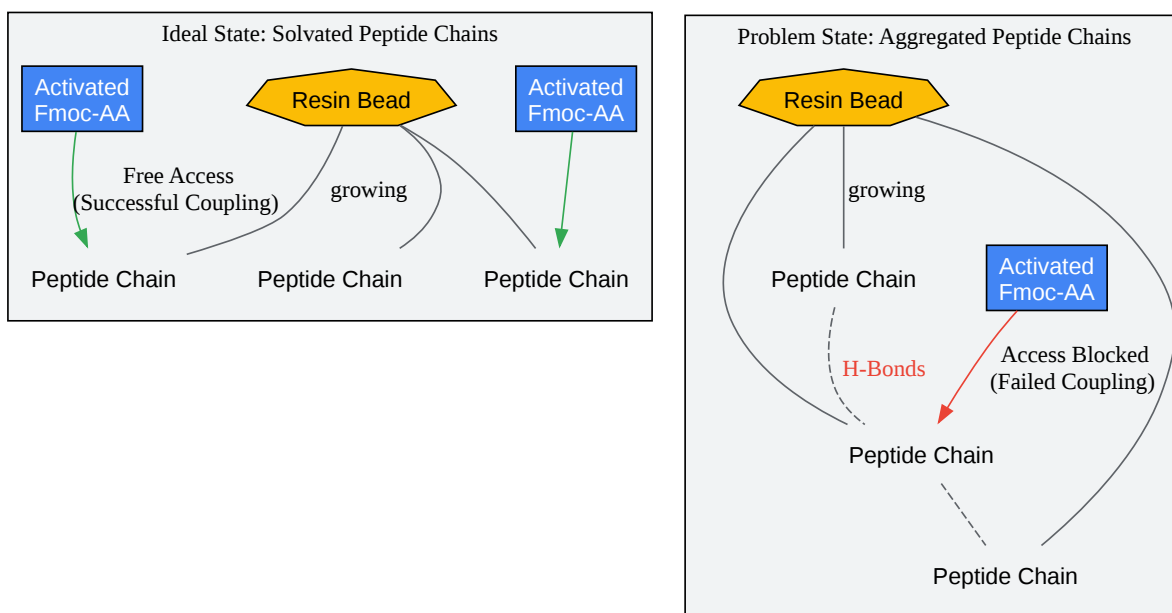 Ideal State: Solvated Peptide Chains
Activated
Fmoc-AA
Resin Bead
Activated
Fmoc-AA
Free Access
(Successful Coupling)
growing
Peptide Chain
Peptide Chain
Peptide Chain
Problem State: Aggregated Peptide Chains
Resin Bead
growing
Peptide Chain
Activated
Fmoc-AA
H-Bonds
Access Blocked
(Failed Coupling)
Peptide Chain
Peptide Chain